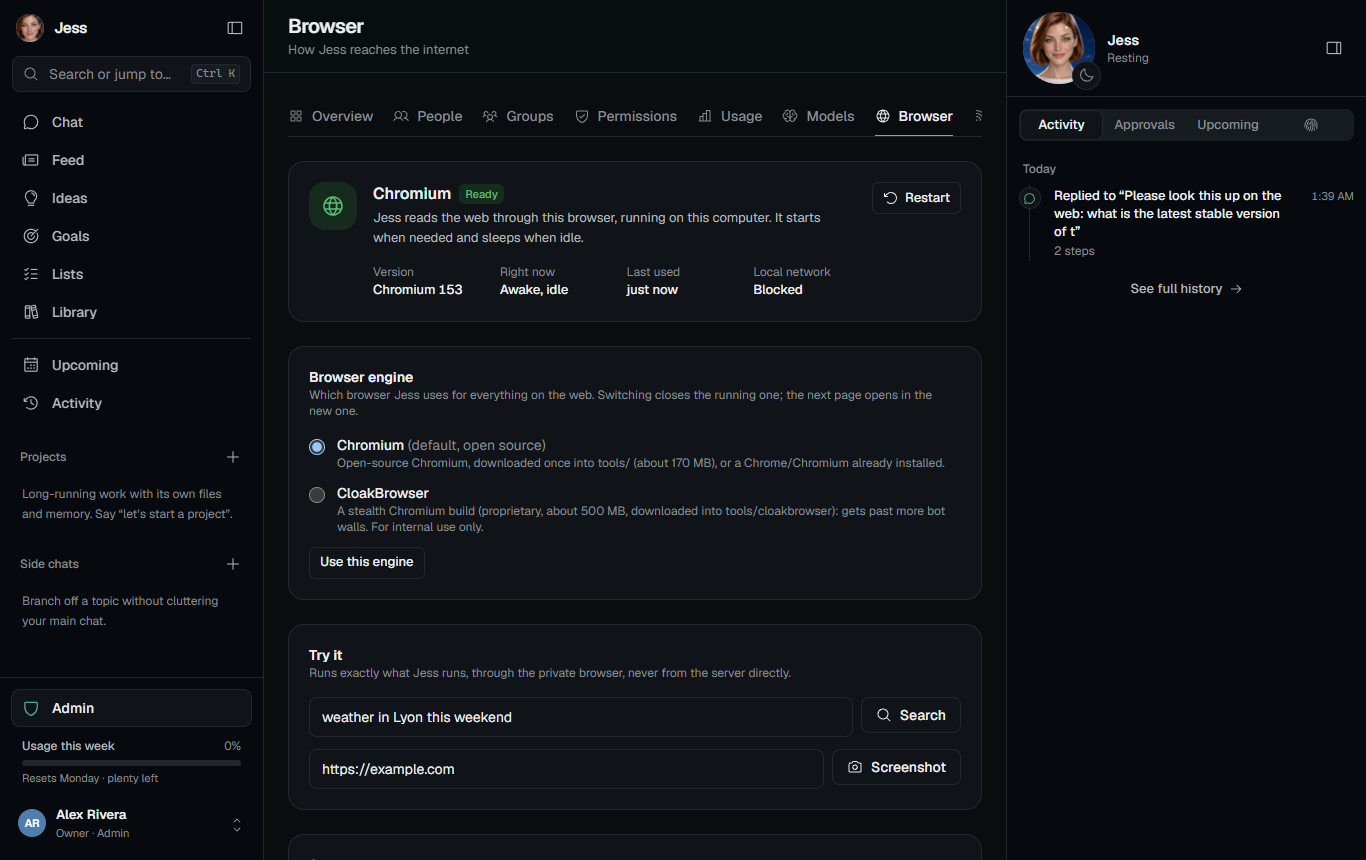 Jess
Search or jump to...
Ctrl K
Chat
Feed
Ideas
Goals
Lists
Library
Upcoming
Activity
Projects
Long-running work with its own files
and memory. Say “let's start a project”.
Side chats
Branch off a topic without cluttering
your main chat.
Admin
Usage this week
0%
Resets Monday · plenty left
AR
Alex Rivera
Owner · Admin
Browser
How Jess reaches the internet
Overview
People
Groups
Permissions
Usage
Models
Browser
Chromium
Ready
Restart
Jess reads the web through this browser, running on this computer. It starts
when needed and sleeps when idle.
Version
Right now
Last used
Local network
Chromium 153
Awake, idle
just now
Blocked
Browser engine
Which browser Jess uses for everything on the web. Switching closes the running one; the next page opens in the
new one.
Chromium (default, open source)
Open-source Chromium, downloaded once into tools/ (about 170 MB), or a Chrome/Chromium already installed.
CloakBrowser
A stealth Chromium build (proprietary, about 500 MB, downloaded into tools/cloakbrowser): gets past more bot
walls. For internal use only.
Use this engine
Try it
Runs exactly what Jess runs, through the private browser, never from the server directly.
weather in Lyon this weekend
Search
https://example.com
Screenshot
Jess
Resting
Activity
Approvals
Upcoming
Today
Replied to “Please look this up on the
web: what is the latest stable version
of t”
1:39 AM
2 steps
See full history